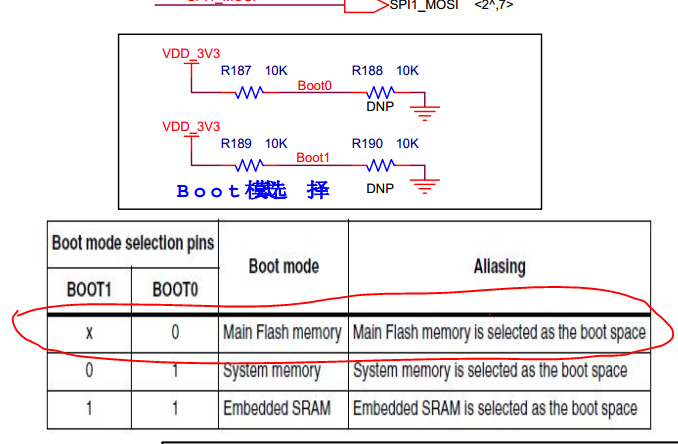 SPI1_MOSI <2^,7>
VDD_3V3
R187 10K R188 10K
Boot0
DNP
VDD_3V3
R189 10K R190 10K
Boot1
DNP
Boot模 选 择
Boot mode selection pins Boot mode Aliasing
BOOT1 BOOT0
x 0 Main Flash memory Main Flash memory is selected as the boot space
0 1 System memory System memory is selected as the boot space
1 1 Embedded SRAM Embedded SRAM is selected as the boot space